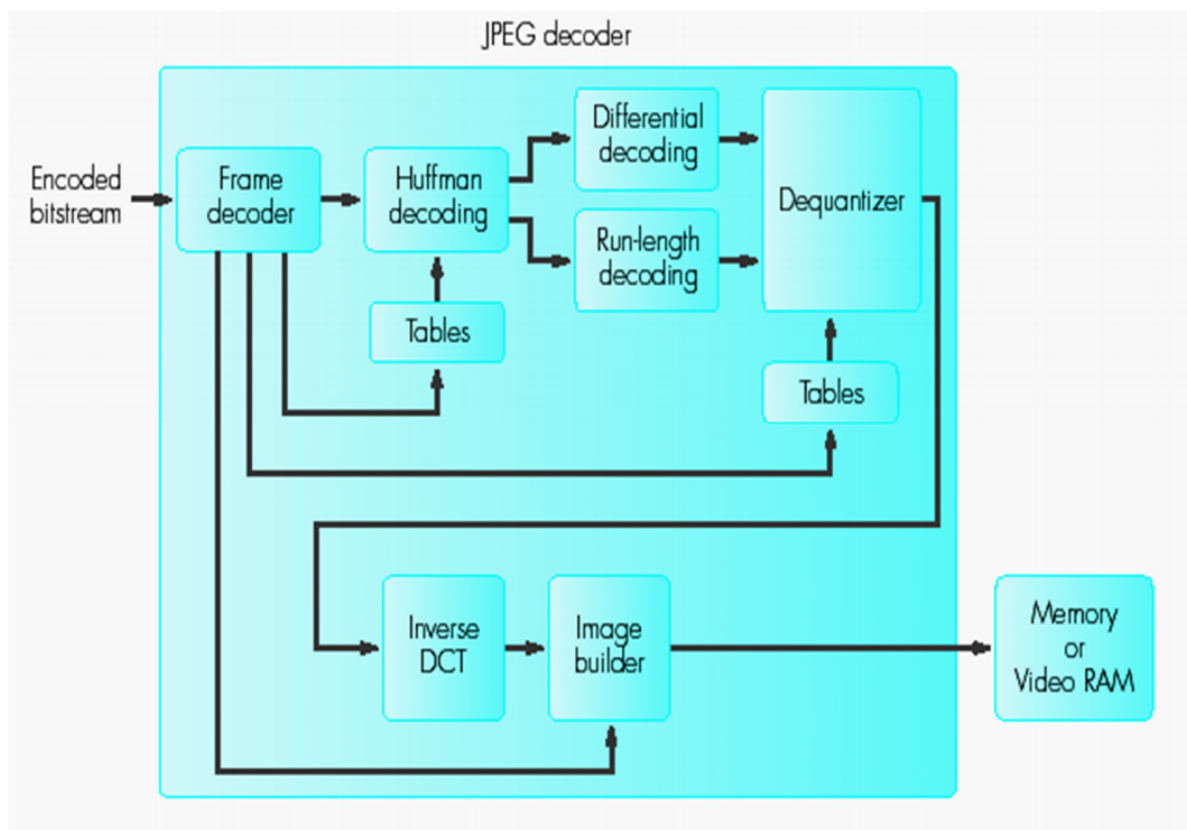 JPEG decoder
Encoded
bitstream
Frame
decoder
Huffman
decoding
Differential
decoding
Run-length
decoding
Dequantizer
Tables
Tables
Inverse
DCT
Image
builder
Memory
or
Video RAM